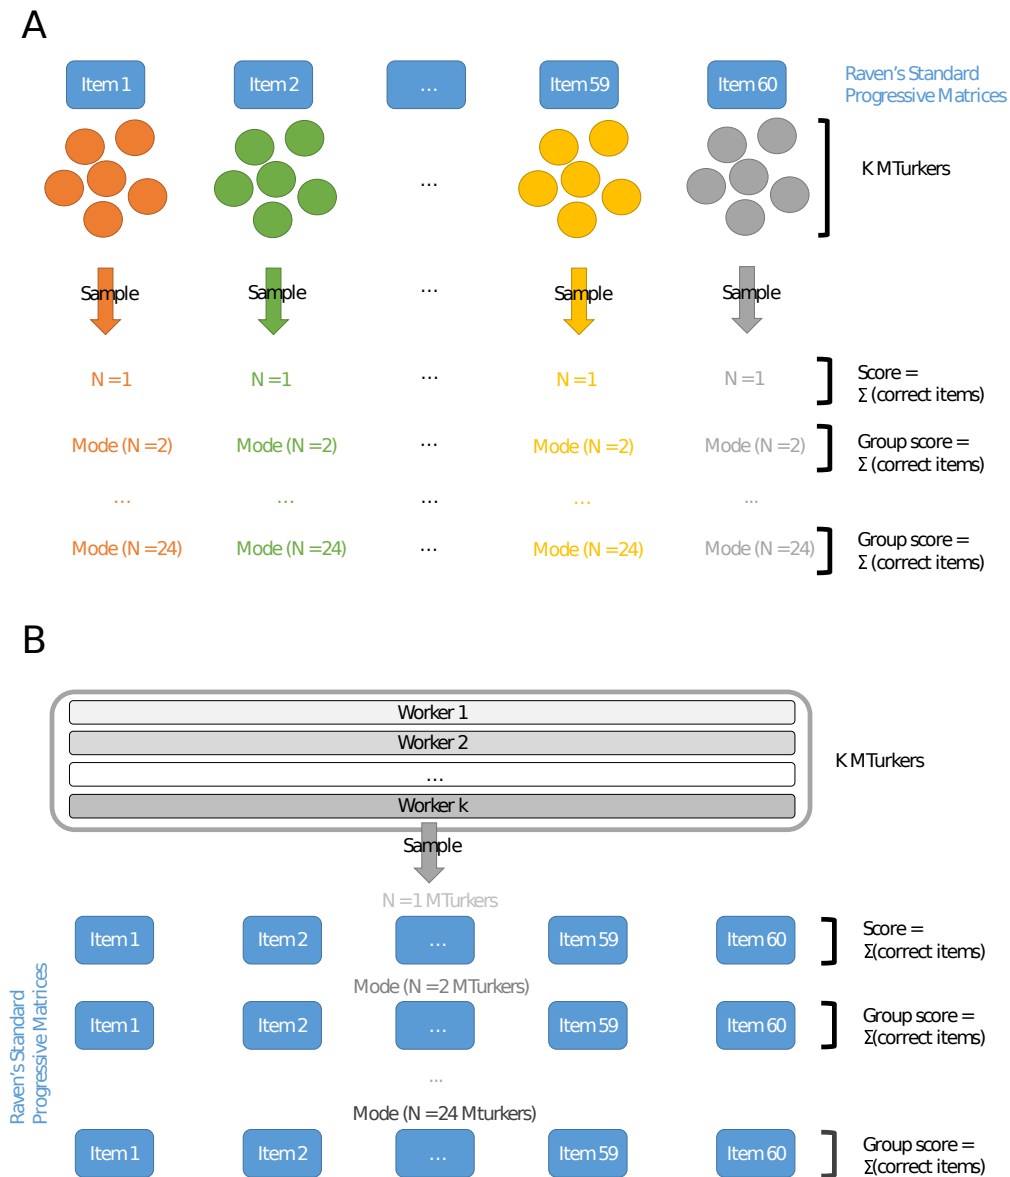 A
Item 1 Item 2 … Item 59 Item 60
Raven's Standard
Progressive Matrices
… K MTurkers
Sample Sample … Sample Sample
N = 1 N = 1 … N = 1 N = 1
Score =
Σ (correct items)
Mode (N = 2) Mode (N = 2) … Mode (N = 2) Mode (N = 2)
Group score =
Σ (correct items)
… … … … ...
Mode (N = 24) Mode (N = 24) … Mode (N = 24) Mode (N = 24)
Group score =
Σ (correct items)
B
Worker 1
Worker 2
…
Worker k
K MTurkers
Sample
N = 1 MTurkers
Item 1 Item 2 … Item 59 Item 60
Score =
Σ(correct items)
Mode (N = 2 MTurkers)
Item 1 Item 2 … Item 59 Item 60
Group score =
Σ(correct items)
...
Mode (N = 24 Mturkers)
Item 1 Item 2 … Item 59 Item 60
Group score =
Σ(correct items)
Raven's Standard
Progressive Matrices